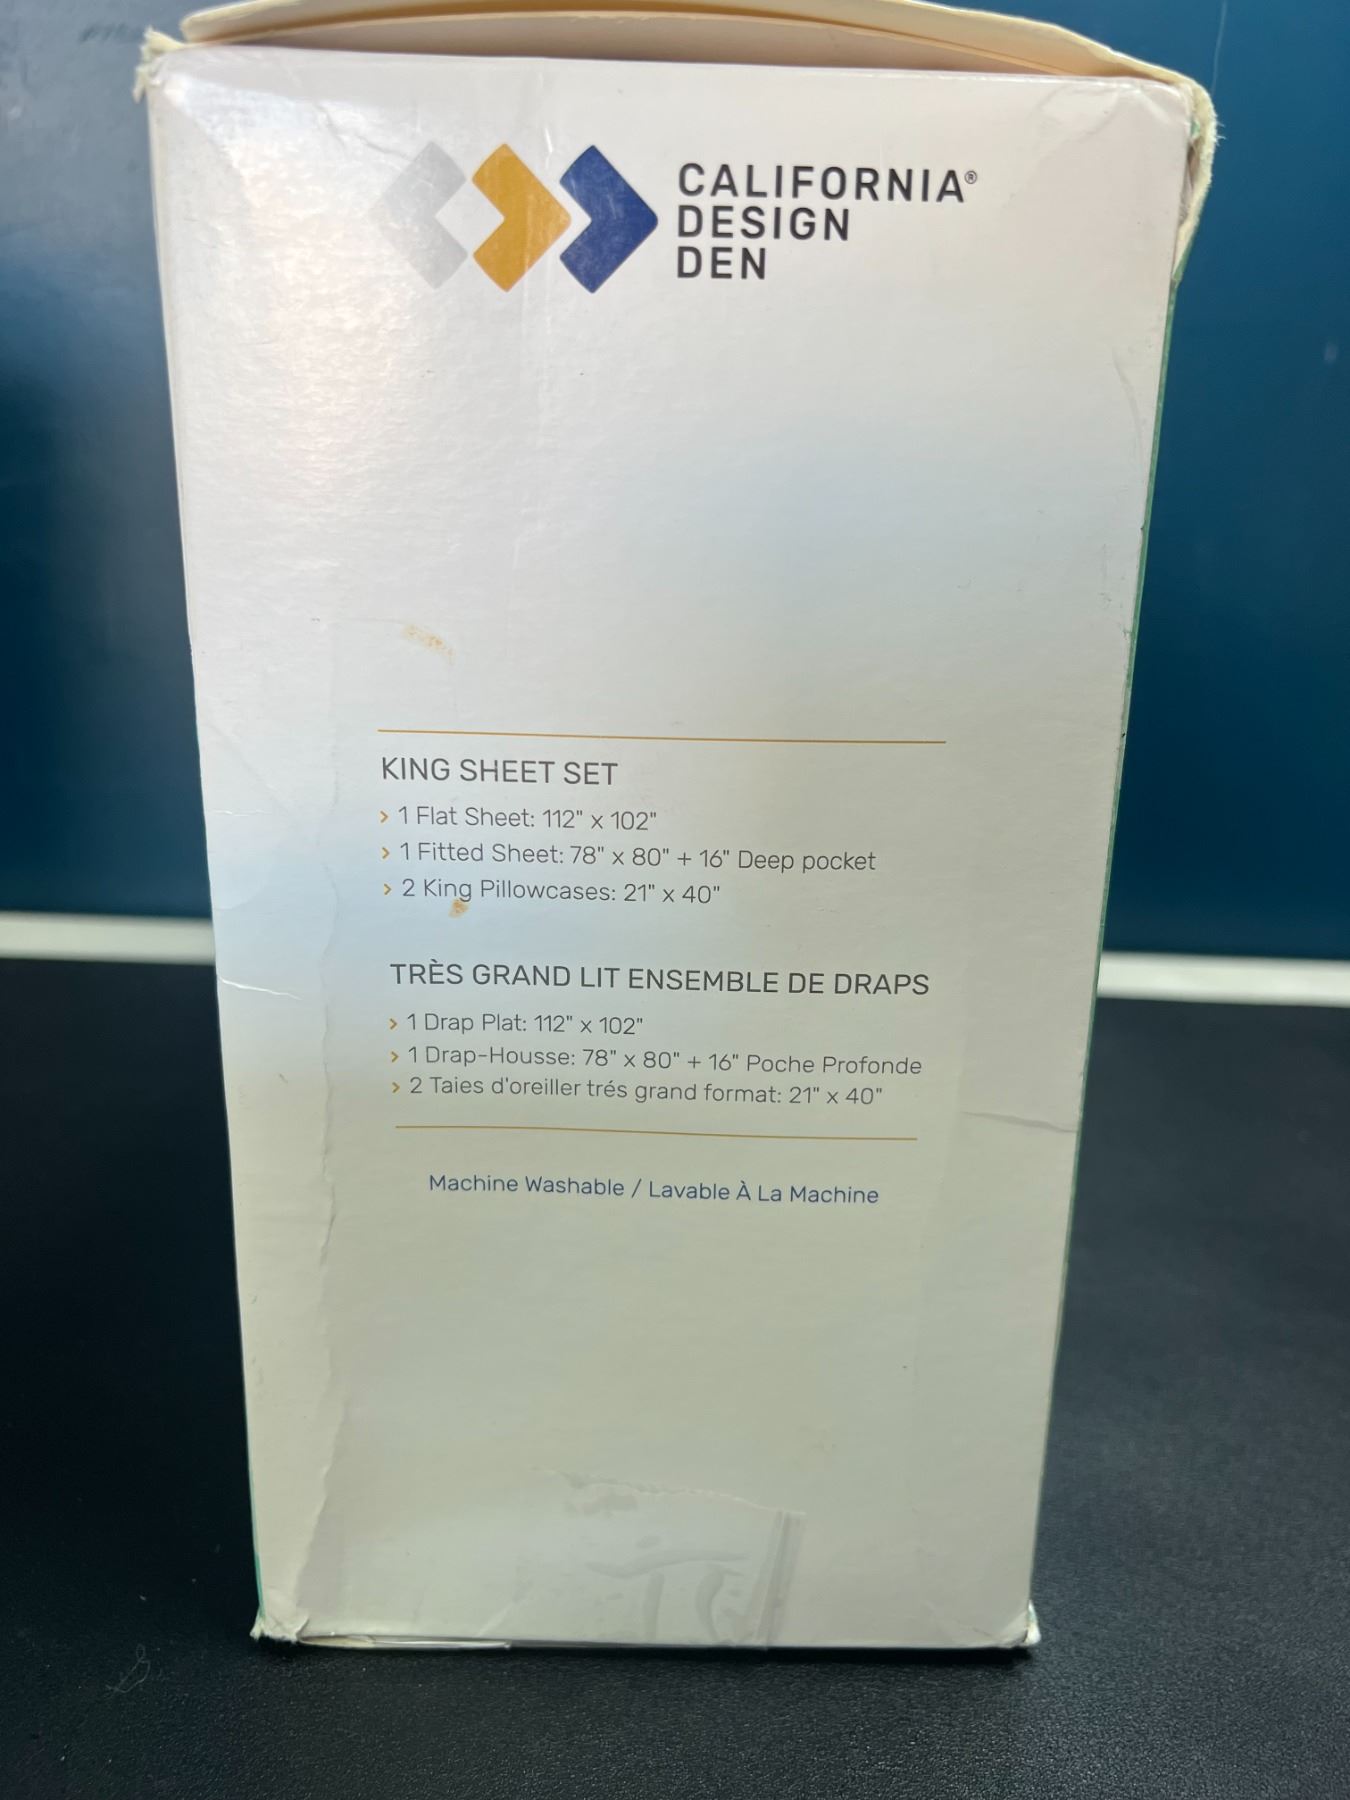 CALIFORNIA®
DESIGN
DEN
KING SHEET SET
› 1 Flat Sheet: 112" x 102"
› 1 Fitted Sheet: 78" x 80" + 16" Deep pocket
› 2 King Pillowcases: 21" x 40"
TRÈS GRAND LIT ENSEMBLE DE DRAPS
› 1 Drap Plat: 112" x 102"
› 1 Drap-Housse: 78" x 80" + 16" Poche Profonde
› 2 Taies d'oreiller trés grand format: 21" x 40"
Machine Washable / Lavable À La Machine